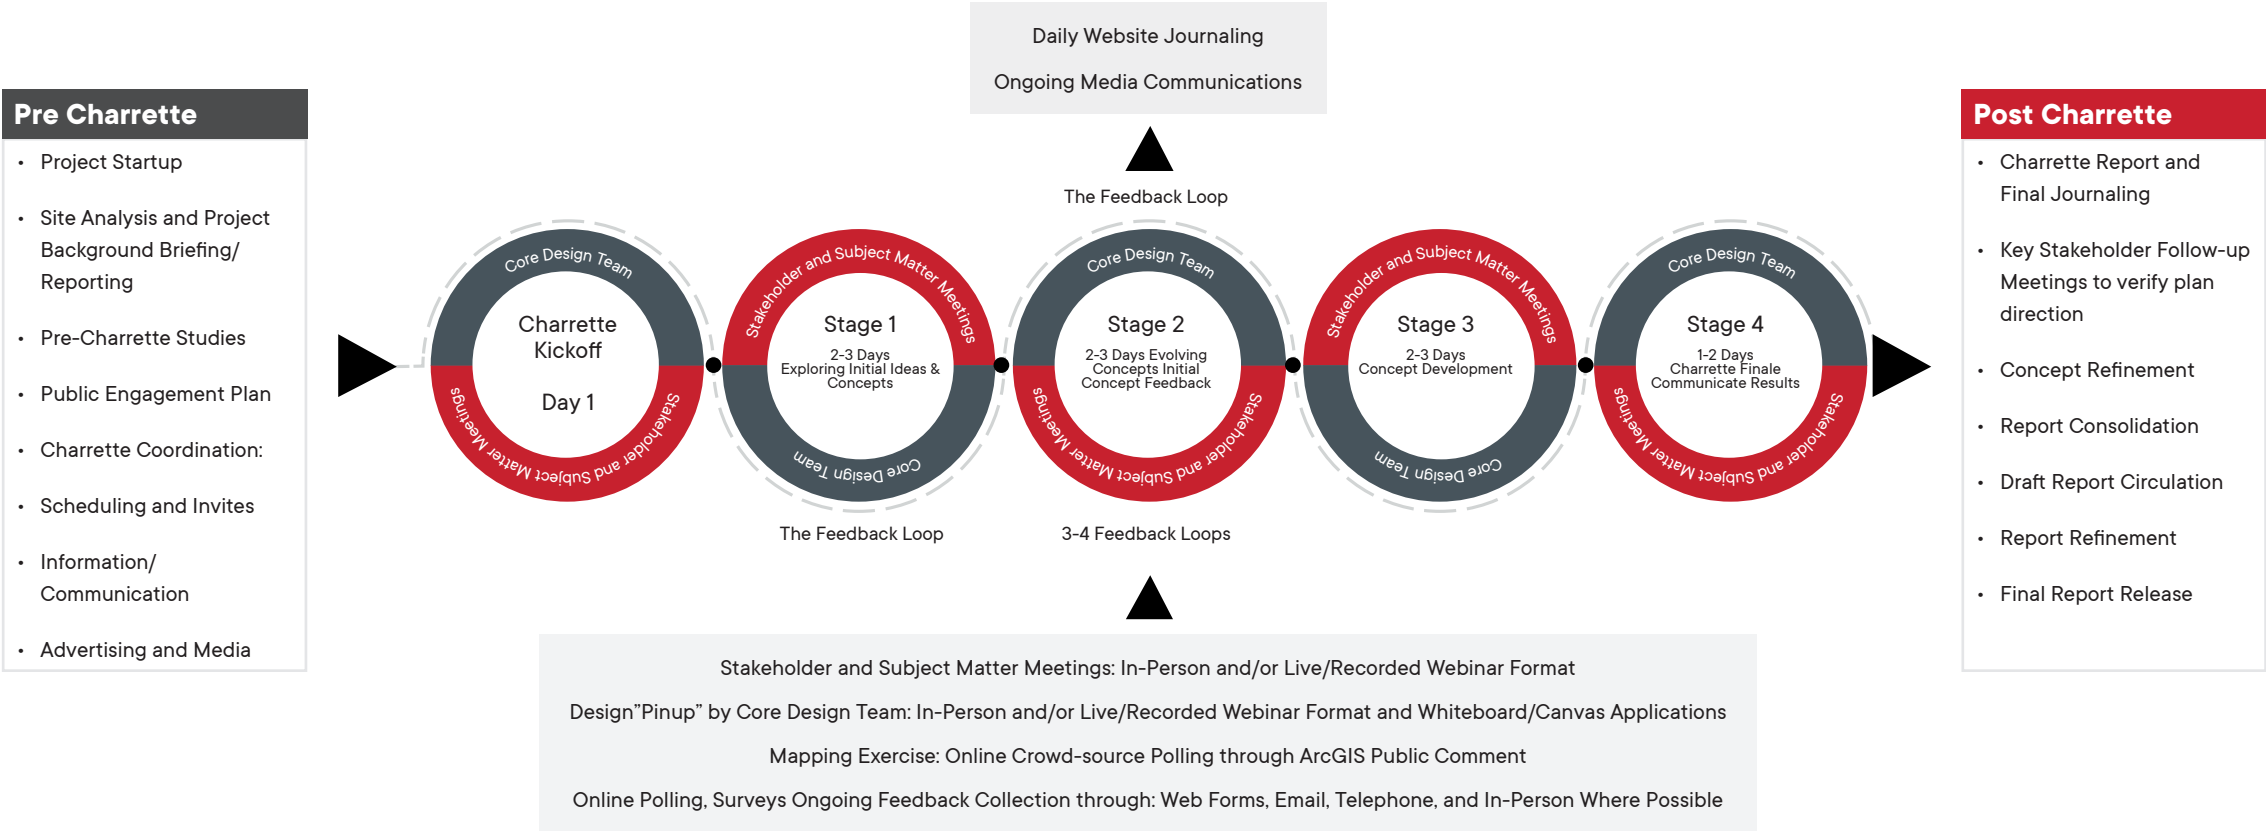 Daily Website Journaling
Ongoing Media Communications
Pre Charrette
• Project Startup
• Site Analysis and Project
Background Briefing/
Reporting
• Pre-Charrette Studies
• Public Engagement Plan
• Charrette Coordination:
• Scheduling and Invites
• Information/
Communication
• Advertising and Media
The Feedback Loop
Core Design Team
Charrette
Kickoff
Day 1
Stakeholder and Subject Matter Meetings
Stakeholder and Subject Matter Meetings
Stage 1
2-3 Days
Exploring Initial Ideas &
Concepts
Core Design Team
The Feedback Loop
Core Design Team
Stage 2
2-3 Days Evolving
Concepts Initial
Concept Feedback
Stakeholder and Subject Matter Meetings
3-4 Feedback Loops
Stakeholder and Subject Matter Meetings
Stage 3
2-3 Days
Concept Development
Core Design Team
Core Design Team
Stage 4
1-2 Days
Charrette Finale
Communicate Results
Stakeholder and Subject Matter Meetings
Post Charrette
• Charrette Report and
Final Journaling
• Key Stakeholder Follow-up
Meetings to verify plan
direction
• Concept Refinement
• Report Consolidation
• Draft Report Circulation
• Report Refinement
• Final Report Release
Stakeholder and Subject Matter Meetings: In-Person and/or Live/Recorded Webinar Format
Design”Pinup” by Core Design Team: In-Person and/or Live/Recorded Webinar Format and Whiteboard/Canvas Applications
Mapping Exercise: Online Crowd-source Polling through ArcGIS Public Comment
Online Polling, Surveys Ongoing Feedback Collection through: Web Forms, Email, Telephone, and In-Person Where Possible